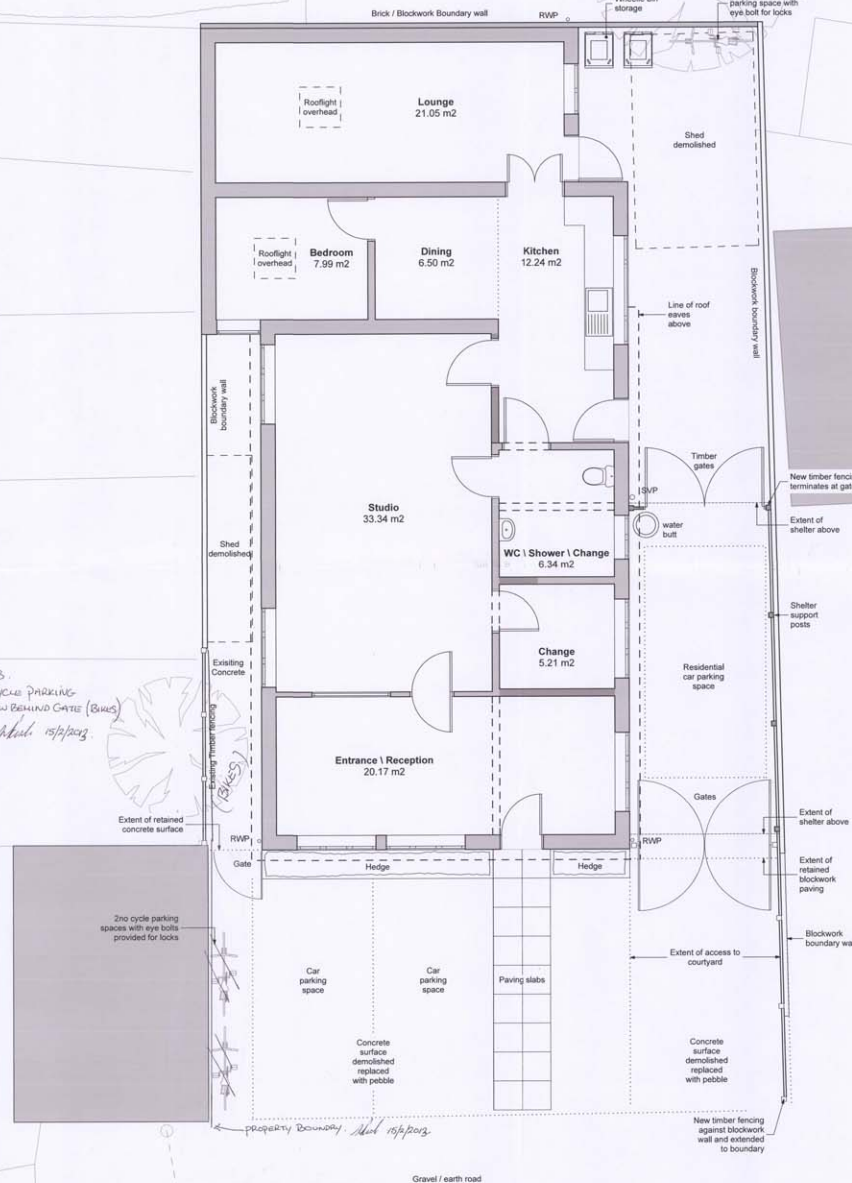 storage
parking space with
eye bolt for locks
Brick / Blockwork Boundary wall
RWP
Rooflight
overhead
Lounge
21.05 m2
Shed
demolished
Rooflight
overhead
Bedroom
7.99 m2
Dining
6.50 m2
Kitchen
12.24 m2
Line of roof
eaves
above
Blockwork boundary wall
Blockwork
boundary wall
Timber
gates
New timber fencing
terminates at gat
SVP
water
butt
Extent of
shelter above
Studio
33.34 m2
Shed
demolished
WC \ Shower \ Change
6.34 m2
Shelter
support
posts
Change
5.21 m2
Exisiting
Concrete
Residential
car parking
space
CYCLE PARKING
BEHIND GATE (BIKES)
15/2/2013.
Existing Timber fencing
(BIKES)
Entrance \ Reception
20.17 m2
Gates
Extent of retained
concrete surface
Extent of
shelter above
RWP
RWP
Gate
Hedge
Hedge
Extent of
retained
blockwork
paving
2no cycle parking
spaces with eye bolts
provided for locks
Blockwork
boundary wa
Extent of access to
courtyard
Car
parking
space
Car
parking
space
Paving slabs
Concrete
surface
demolished
replaced
with pebble
Concrete
surface
demolished
replaced
with pebble
PROPERTY BOUNDRY. 15/2/2013
New timber fencing
against blockwork
wall and extended
to boundary
Gravel / earth road